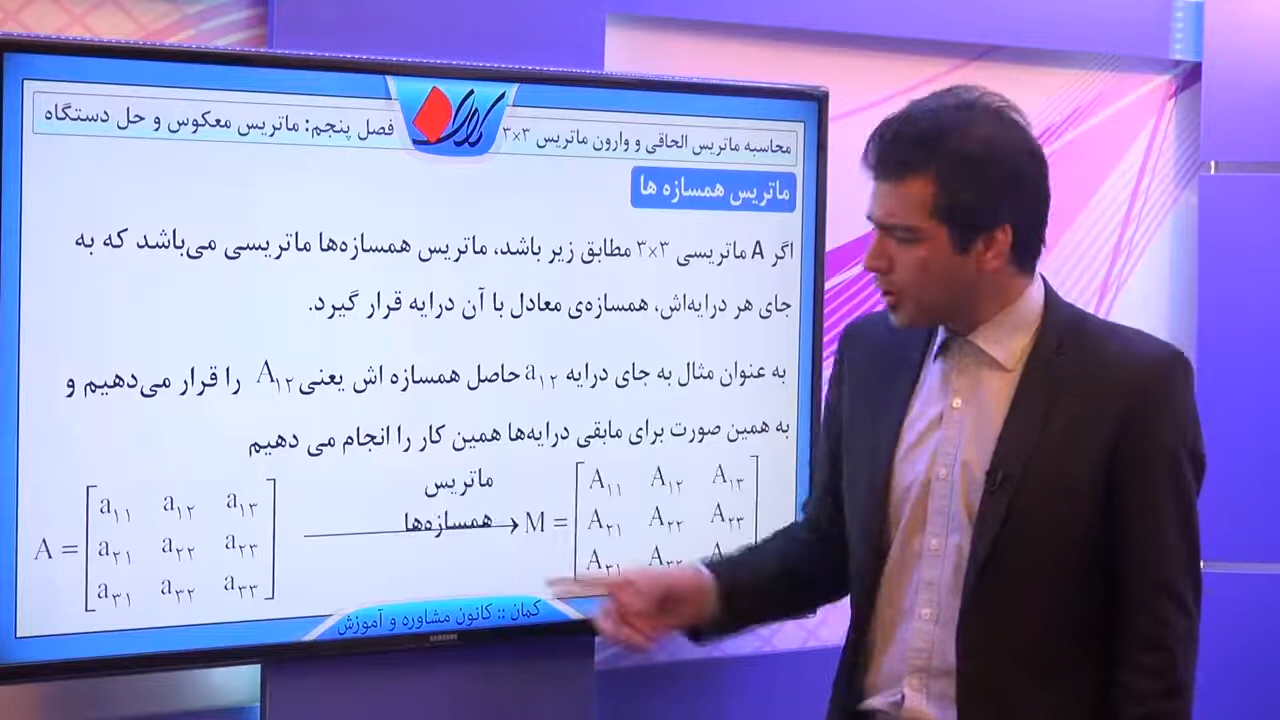 محاسبه ماتریس الحاقی و وارون ماتریس ۳×۳
کمان
فصل پنجم: ماتریس معکوس و حل دستگاه
ماتریس همسازه ها
اگر A ماتریسی ۳×۳ مطابق زیر باشد، ماتریس همسازه‌ها ماتریسی می‌باشد که به
جای هر درایه‌اش، همسازه‌ی معادل با آن درایه قرار گیرد.
به عنوان مثال به جای درایه a۱۲ حاصل همسازه اش یعنی A۱۲ را قرار می‌دهیم و
به همین صورت برای مابقی درایه‌ها همین کار را انجام می دهیم
A = [a۱۱ a۱۲ a۱۳
a۲۱ a۲۲ a۲۳
a۳۱ a۳۲ a۳۳]
ماتریس
همسازه‌ها
M = [A۱۱ A۱۲ A۱۳
A۲۱ A۲۲ A۲۳
A۳۱ A۳۲
کمان :: کانون مشاوره و آموزش
SAMSUNG